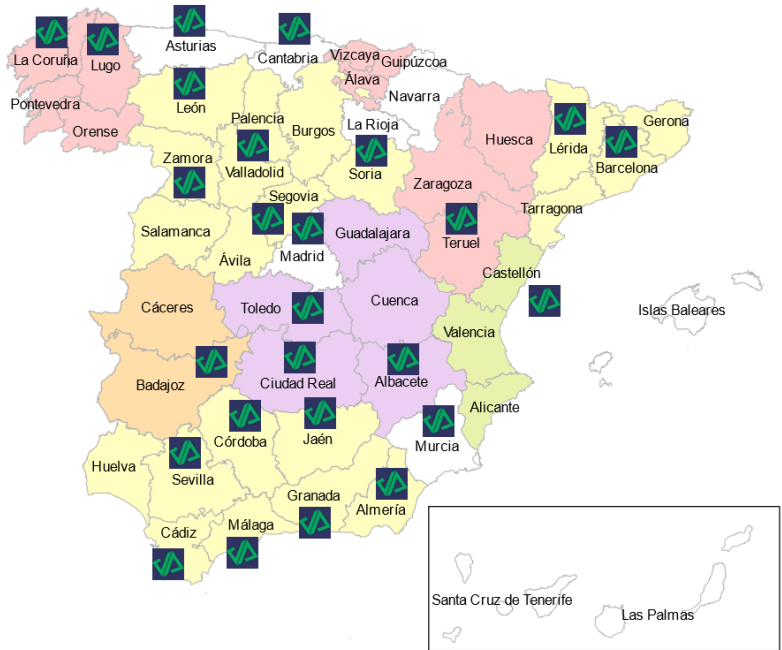 Asturias
Cantabria
La Coruña
Lugo
Vizcaya
Guipúzcoa
Álava
Navarra
León
Pontevedra
Palencia
Burgos
La Rioja
Orense
Huesca
Gerona
Lérida
Barcelona
Zamora
Valladolid
Soria
Zaragoza
Segovia
Tarragona
Salamanca
Ávila
Madrid
Guadalajara
Teruel
Castellón
Cáceres
Toledo
Cuenca
Islas Baleares
Valencia
Badajoz
Ciudad Real
Albacete
Alicante
Córdoba
Jaén
Murcia
Huelva
Sevilla
Granada
Almería
Cádiz
Málaga
Santa Cruz de Tenerife
Las Palmas